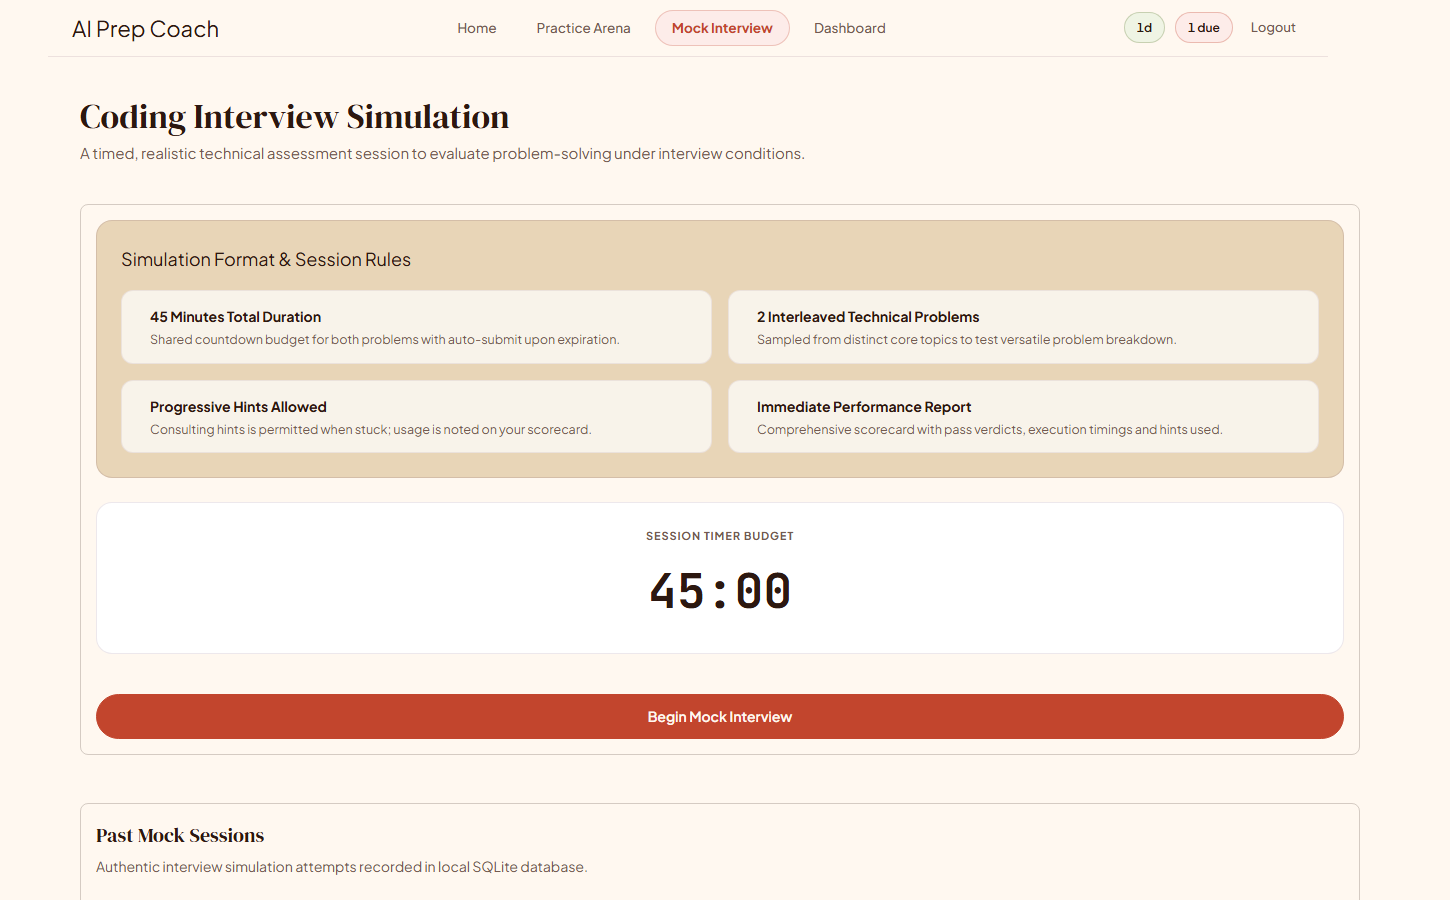 AI Prep Coach
Home
Practice Arena
Mock Interview
Dashboard
1d
1 due
Logout
Coding Interview Simulation
A timed, realistic technical assessment session to evaluate problem-solving under interview conditions.
Simulation Format & Session Rules
45 Minutes Total Duration
Shared countdown budget for both problems with auto-submit upon expiration.
2 Interleaved Technical Problems
Sampled from distinct core topics to test versatile problem breakdown.
Progressive Hints Allowed
Consulting hints is permitted when stuck; usage is noted on your scorecard.
Immediate Performance Report
Comprehensive scorecard with pass verdicts, execution timings and hints used.
SESSION TIMER BUDGET
45:00
Begin Mock Interview
Past Mock Sessions
Authentic interview simulation attempts recorded in local SQLite database.